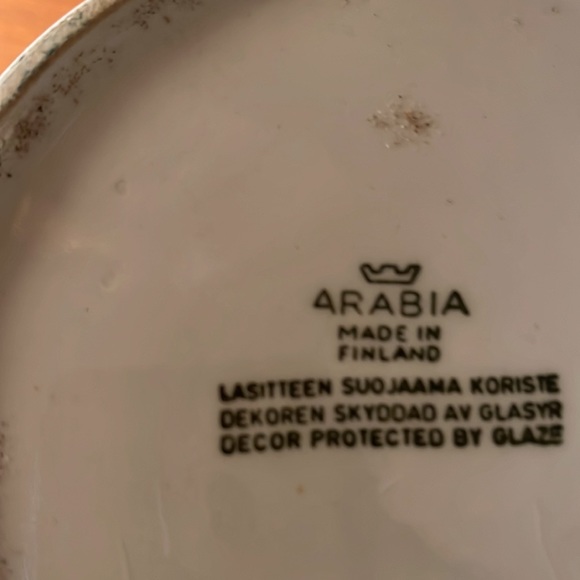 ARABIA
MADE IN
FINLAND
LASITTEEN SUOJAAMA KORISTE
DEKOREN SKYDDAD AV GLASYR
DECOR PROTECTED BY GLAZE